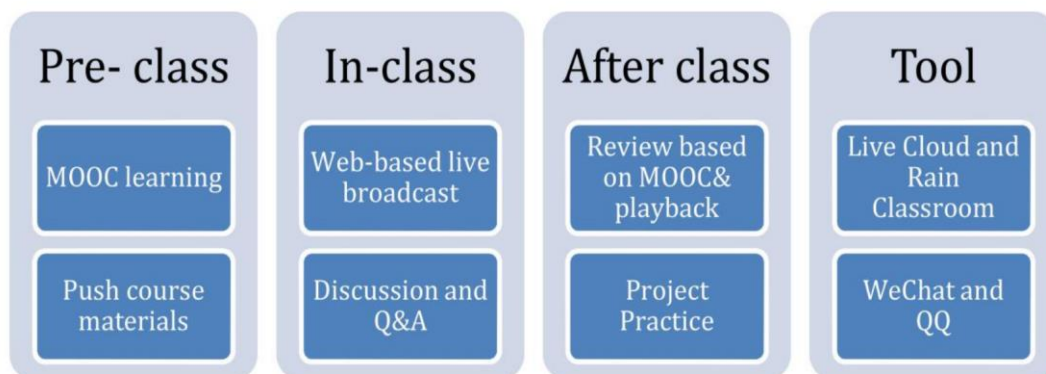 Pre- class
MOOC learning
Push course
materials
In-class
Web-based live
broadcast
Discussion and
Q&A
After class
Review based
on MOOC&
playback
Project
Practice
Tool
Live Cloud and
Rain
Classroom
WeChat and
QQ